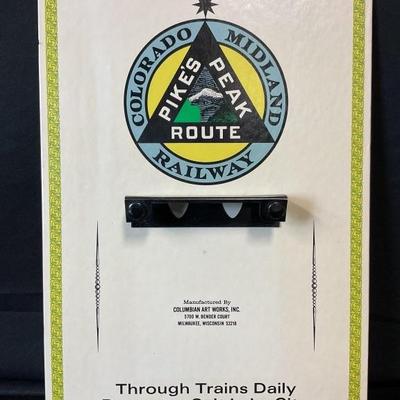 COLORADO MIDLAND
RAILWAY
PIKE'S PEAK
ROUTE
Manufactured By
COLUMBIAN ART WORKS, INC.
5700 W. BENDER COURT
MILWAUKEE, WISCONSIN 53218
Through Trains Daily